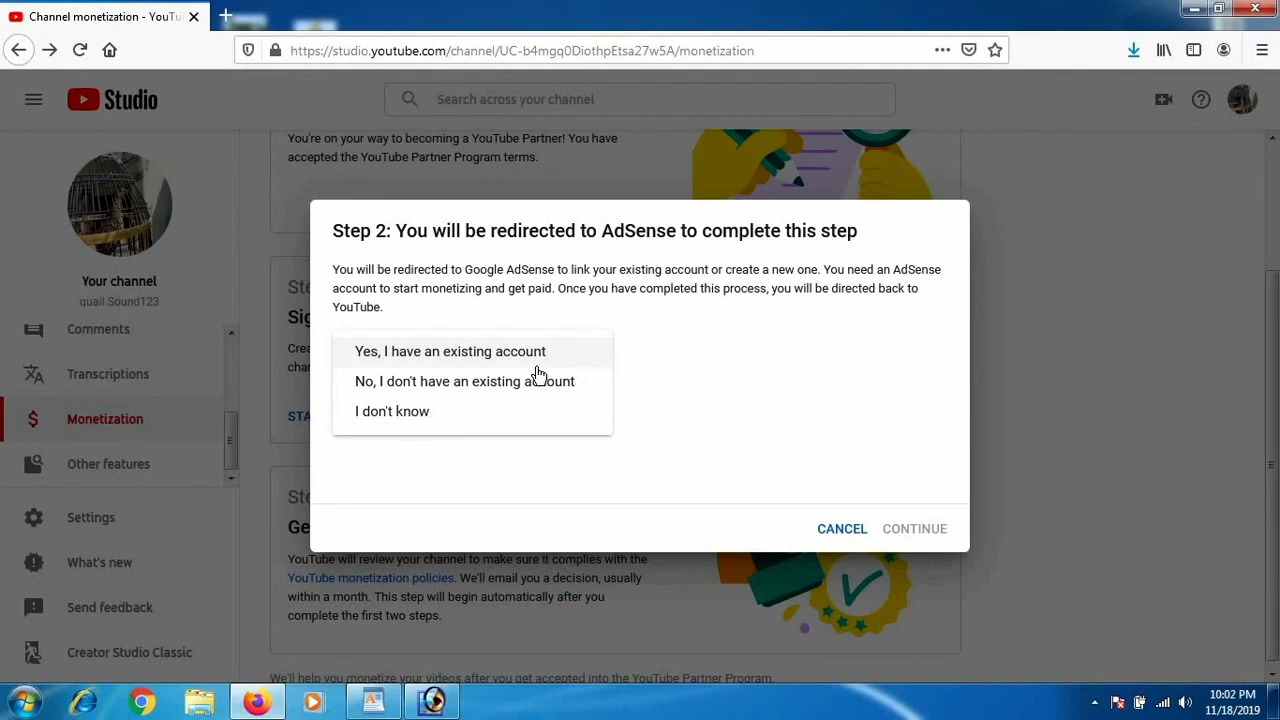 Channel monetization - YouTu
https://studio.youtube.com/channel/UC-b4mgq0DiothpEtsa27w5A/monetization
Studio
Search across your channel
You're on your way to becoming a YouTube Partner! You have
accepted the YouTube Partner Program terms.
Your channel
quail Sound123
Comments
Transcriptions
Monetization
Other features
Settings
What's new
Send feedback
Creator Studio Classic
Ste
Sig
Crea
chan
STA
Step 2: You will be redirected to AdSense to complete this step
You will be redirected to Google AdSense to link your existing account or create a new one. You need an AdSense
account to start monetizing and get paid. Once you have completed this process, you will be directed back to
YouTube.
Yes, I have an existing account
No, I don't have an existing account
I don't know
CANCEL CONTINUE
Ste
Ge
YouTube will review your channel to make sure it complies with the
YouTube monetization policies. We'll email you a decision, usually
within a month. This step will begin automatically after you
complete the first two steps.
We'll help you monetize your videos after you get accepted into the YouTube Partner Program.
10:02 PM
11/18/2019